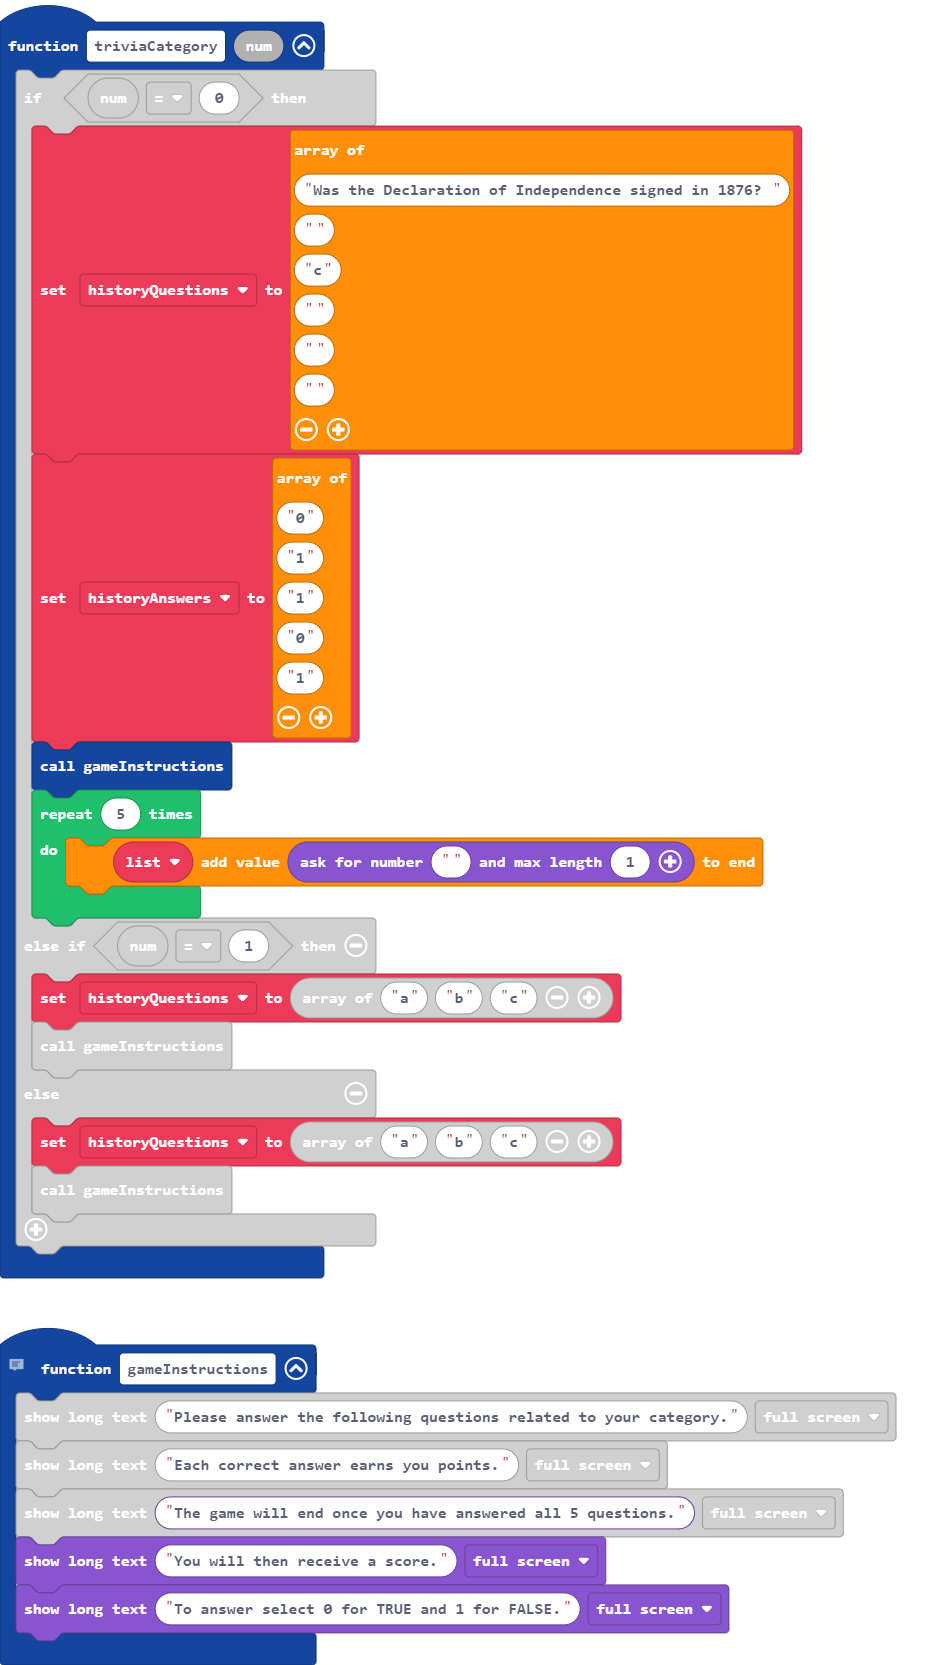 function triviaCategory num
if num = 0 then
array of
"Was the Declaration of Independence signed in 1876? "
" "
"c"
set historyQuestions to
" "
" "
" "
array of
"0"
"1"
set historyAnswers to "1"
"0"
"1"
call gameInstructions
repeat 5 times
do list add value ask for number " " and max length 1 to end
else if num = 1 then
set historyQuestions to array of "a" "b" "c"
call gameInstructions
else
set historyQuestions to array of "a" "b" "c"
call gameInstructions
function gameInstructions
show long text "Please answer the following questions related to your category." full screen
show long text "Each correct answer earns you points." full screen
show long text "The game will end once you have answered all 5 questions." full screen
show long text "You will then receive a score." full screen
show long text "To answer select 0 for TRUE and 1 for FALSE." full screen